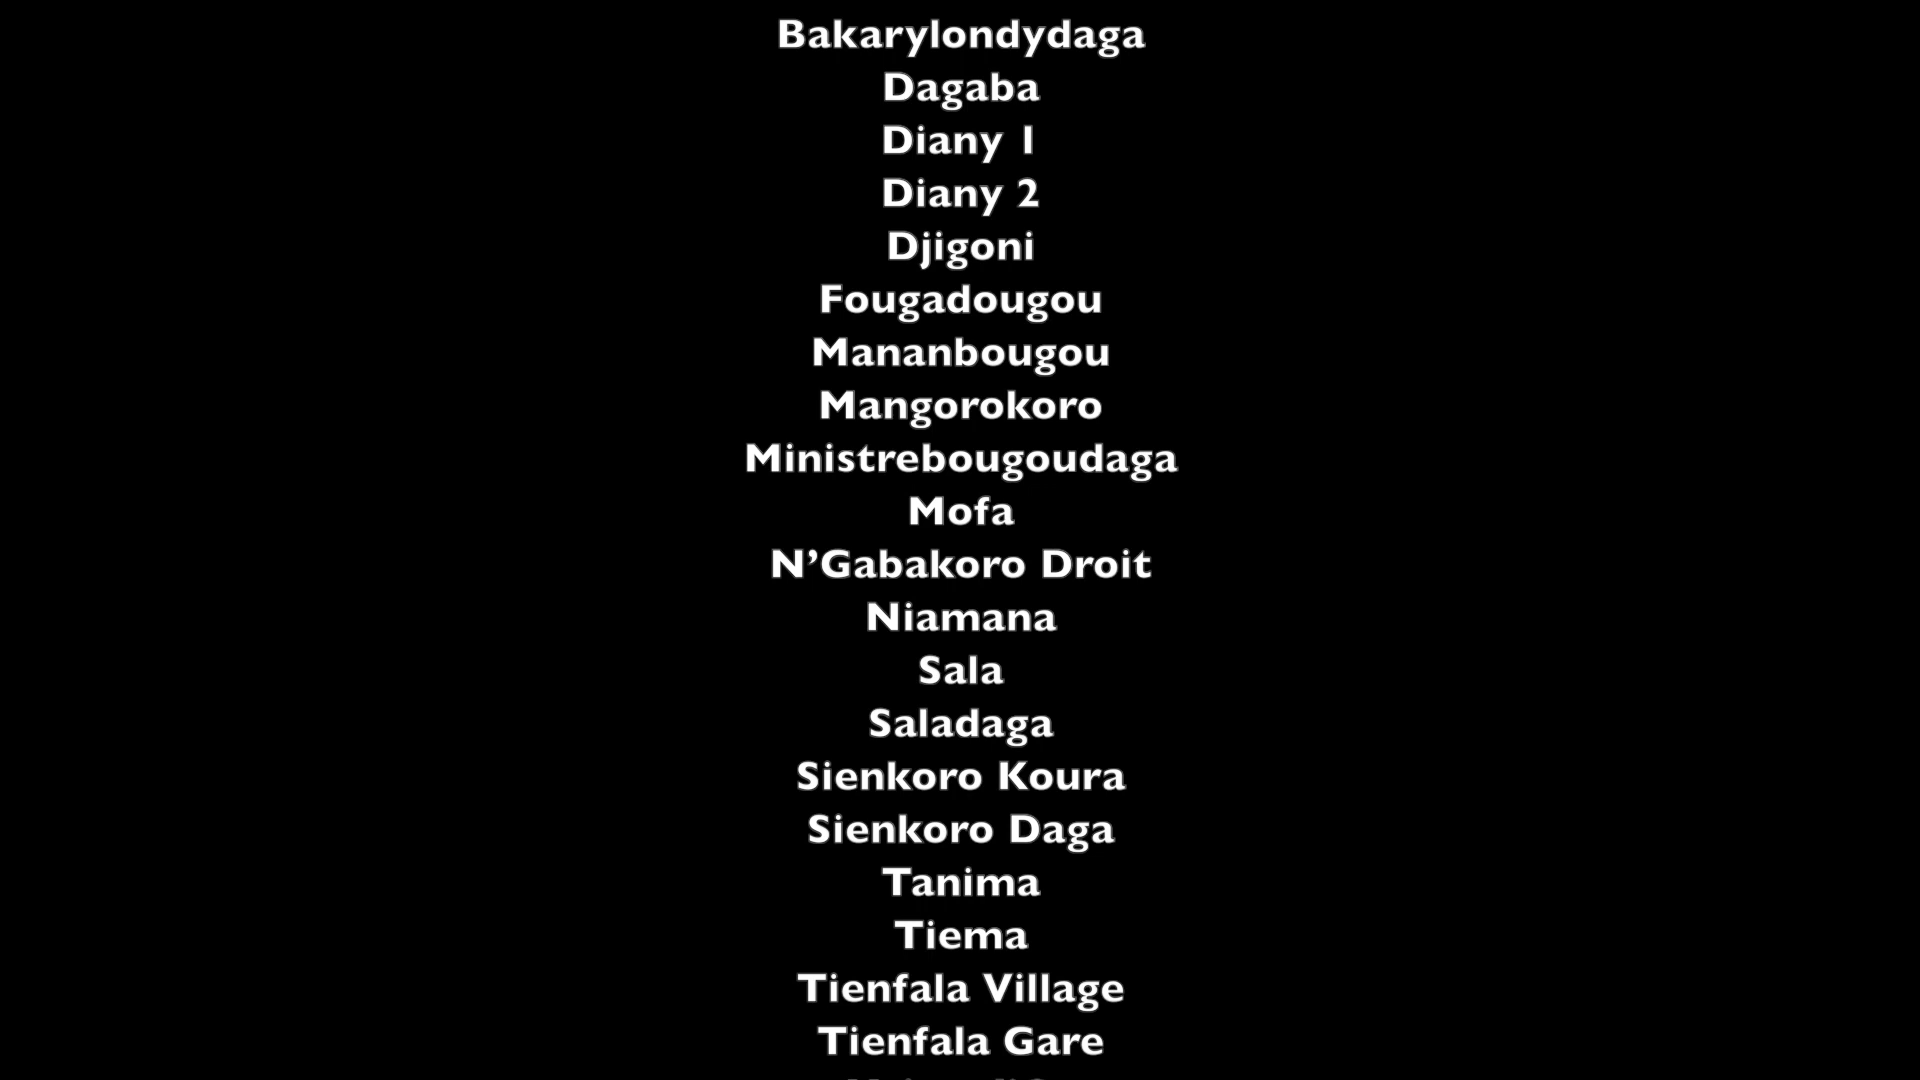 Bakarylondydaga
Dagaba
Diany 1
Diany 2
Djigoni
Fougadougou
Mananbougou
Mangorokoro
Ministrebougoudaga
Mofa
N’Gabakoro Droit
Niamana
Sala
Saladaga
Sienkoro Koura
Sienkoro Daga
Tanima
Tiema
Tienfala Village
Tienfala Gare